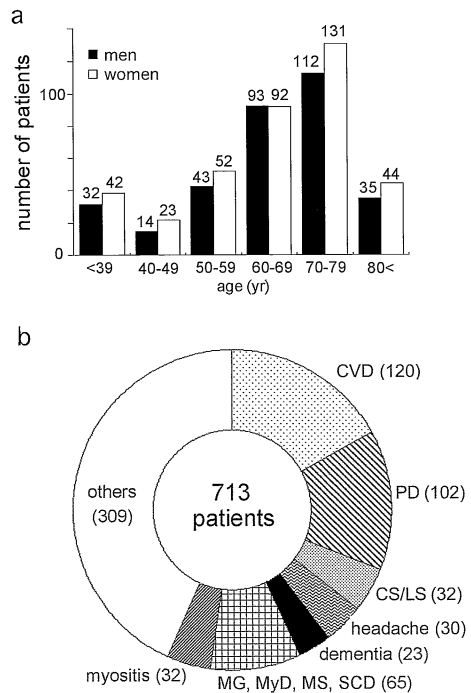 a
number of patients
men
women
100
0
32
42
14
23
43
52
93
92
112
131
35
44
<39
40-49
50-59
60-69
70-79
80<
age (yr)
b
CVD (120)
PD (102)
CS/LS (32)
headache (30)
dementia (23)
MG, MyD, MS, SCD (65)
myositis (32)
others
(309)
713
patients